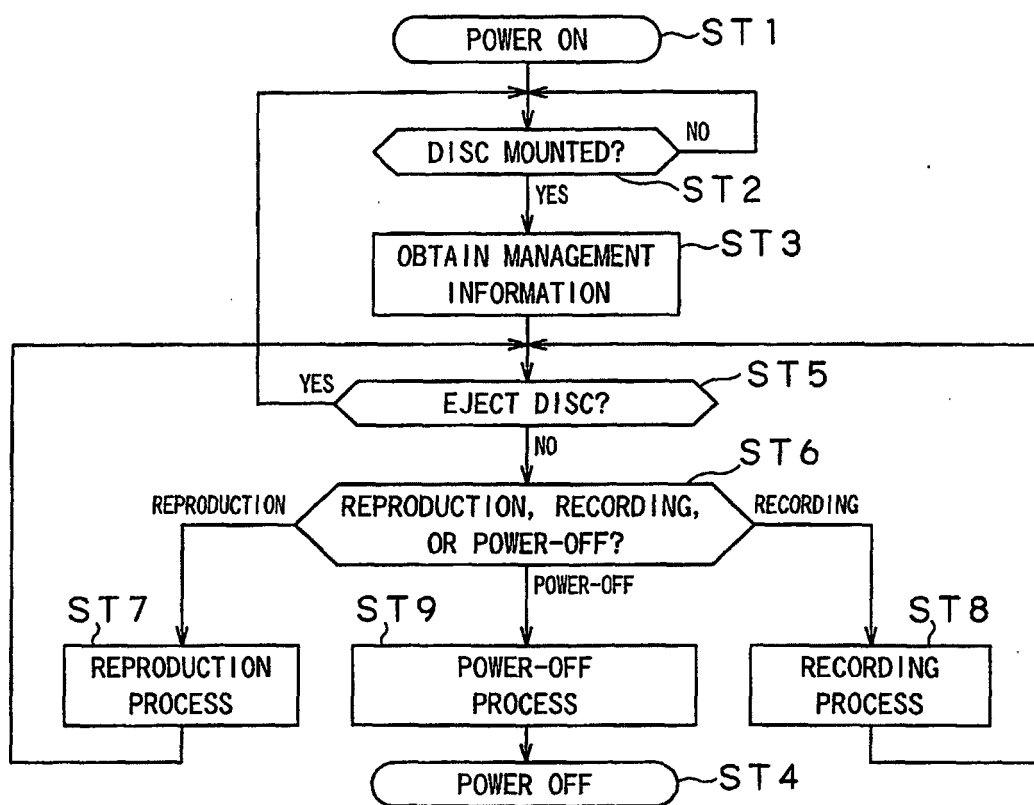 POWER ON
ST1
NO
DISC MOUNTED?
ST2
YES
ST3
OBTAIN MANAGEMENT
INFORMATION
YES
ST5
EJECT DISC?
NO
ST6
REPRODUCTION
REPRODUCTION, RECORDING,
OR POWER-OFF?
RECORDING
POWER-OFF
ST7
ST9
ST8
REPRODUCTION
PROCESS
POWER-OFF
PROCESS
RECORDING
PROCESS
POWER OFF
ST4